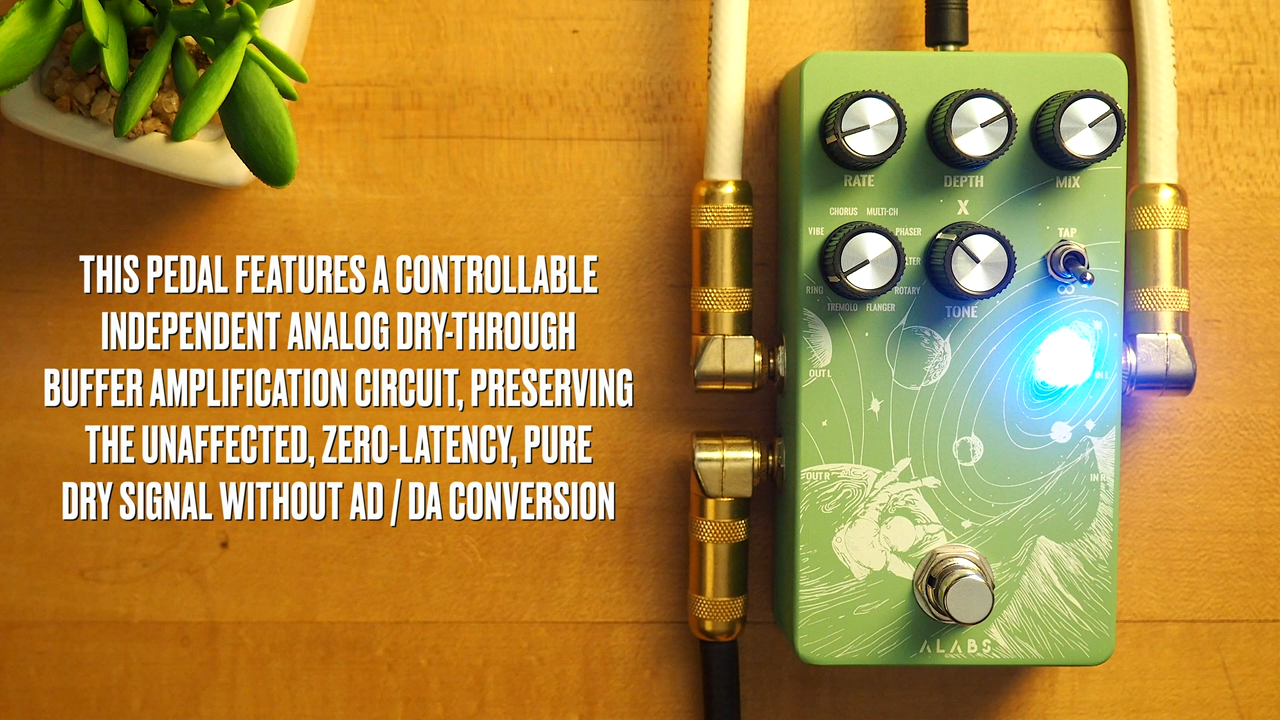 THIS PEDAL FEATURES A CONTROLLABLE
INDEPENDENT ANALOG DRY-THROUGH
BUFFER AMPLIFICATION CIRCUIT, PRESERVING
THE UNAFFECTED, ZERO-LATENCY, PURE
DRY SIGNAL WITHOUT AD / DA CONVERSION
RATE DEPTH MIX
X
CHORUS MULTI-CH
VIBE PHASER
TER
RING ROTARY
TREMOLO FLANGER
TONE
TAP
OUT L
IN L
OUT R
IN R
ALABS